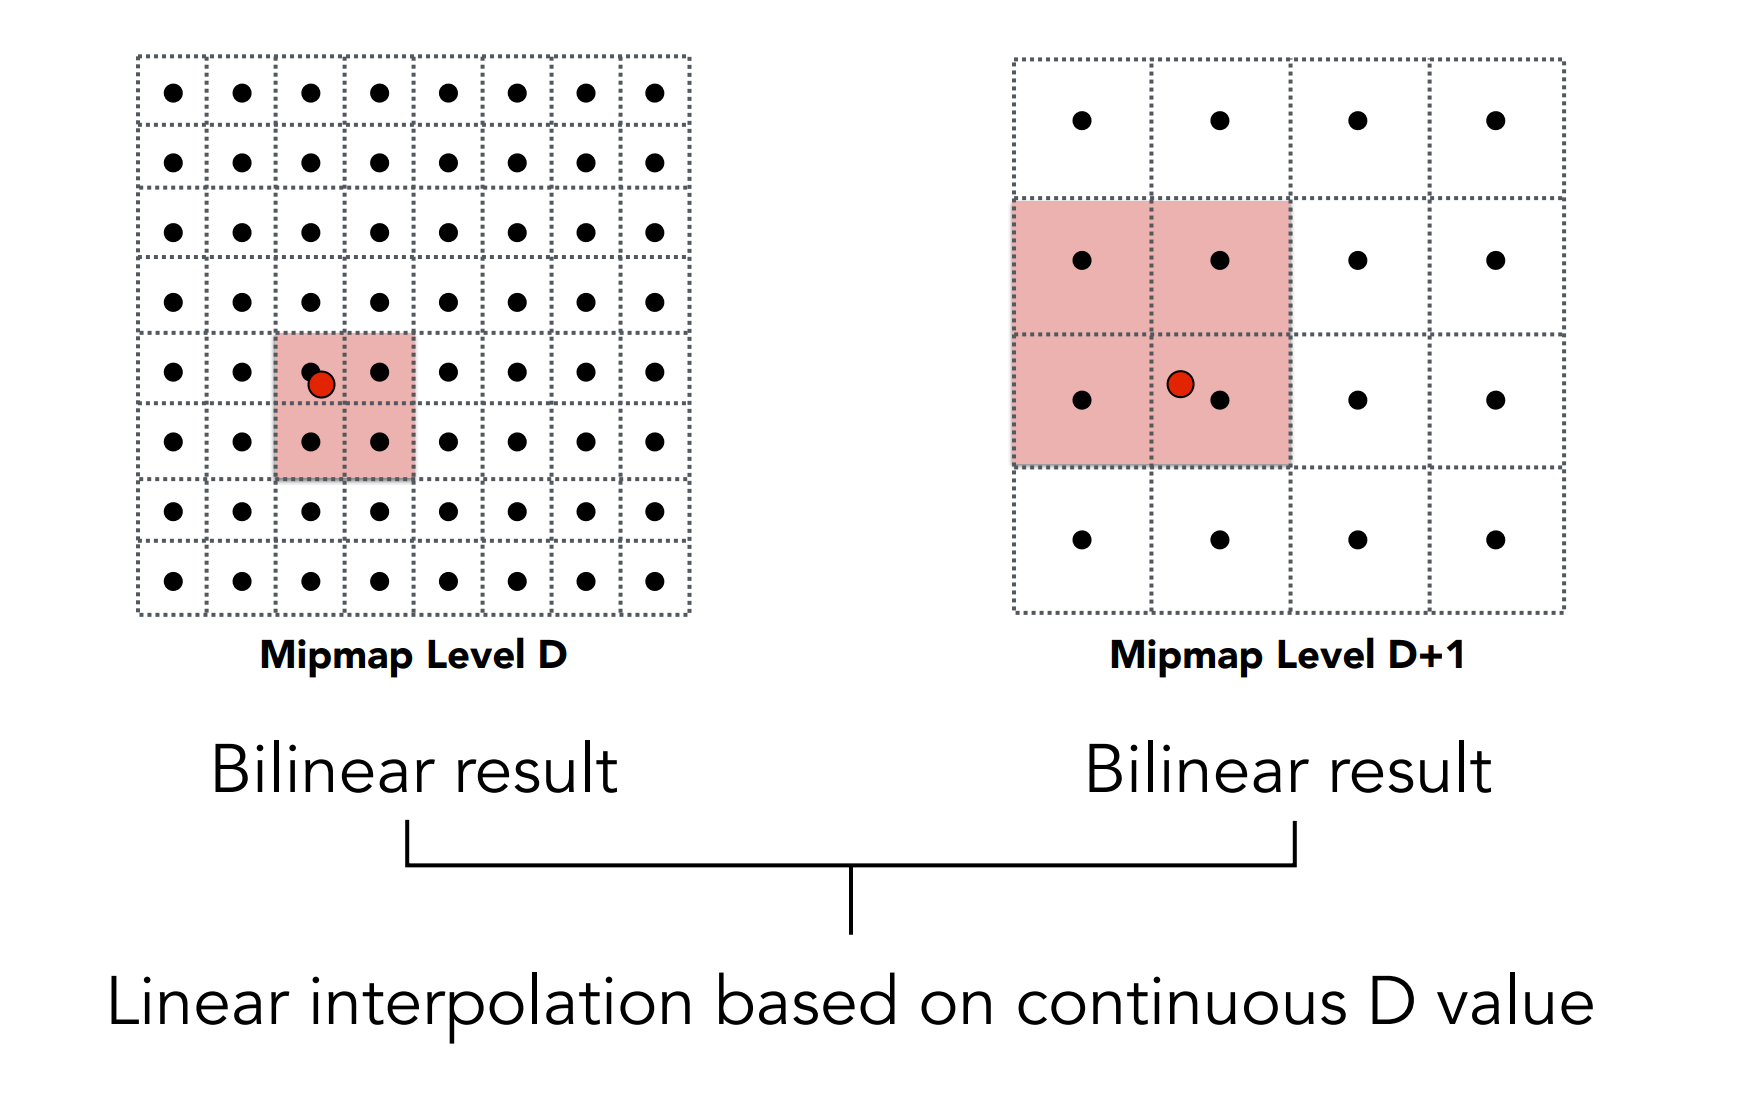 Mipmap Level D
Mipmap Level D+1
Bilinear result
Bilinear result
Linear interpolation based on continuous D value